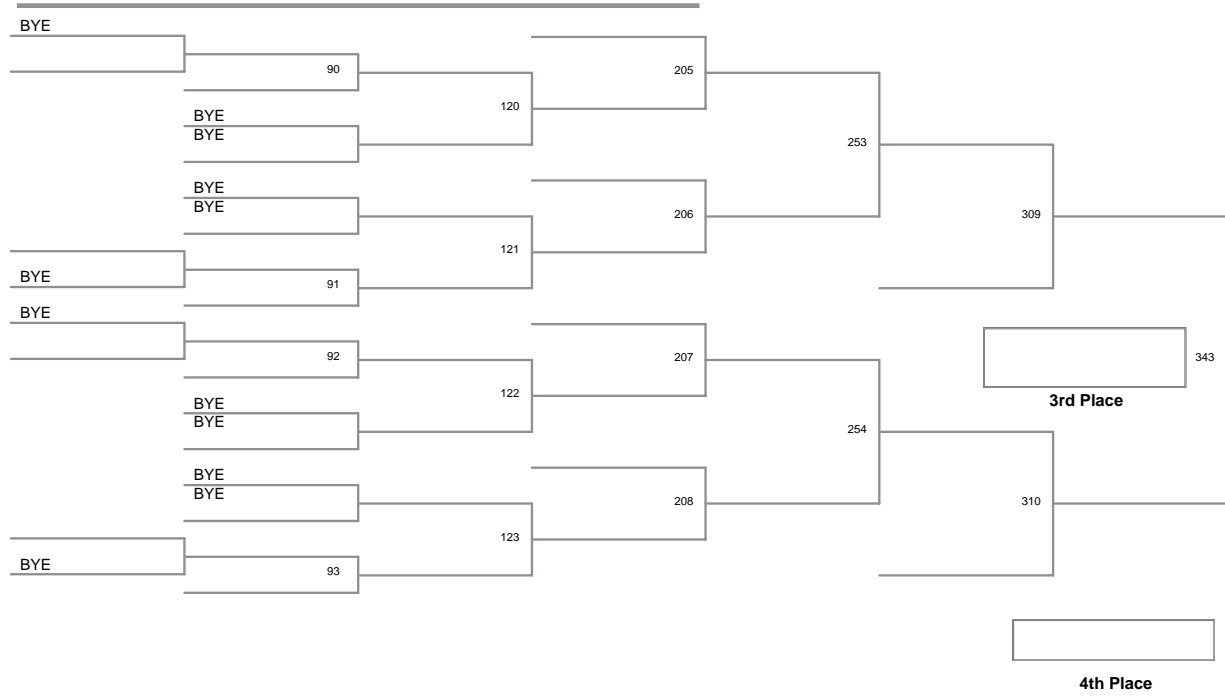 BYE
90
205
BYE
120
BYE
253
BYE
BYE
206
309
121
BYE
91
BYE
92
207
343
122
3rd Place
BYE
BYE
254
BYE
BYE
208
310
123
BYE
93
4th Place